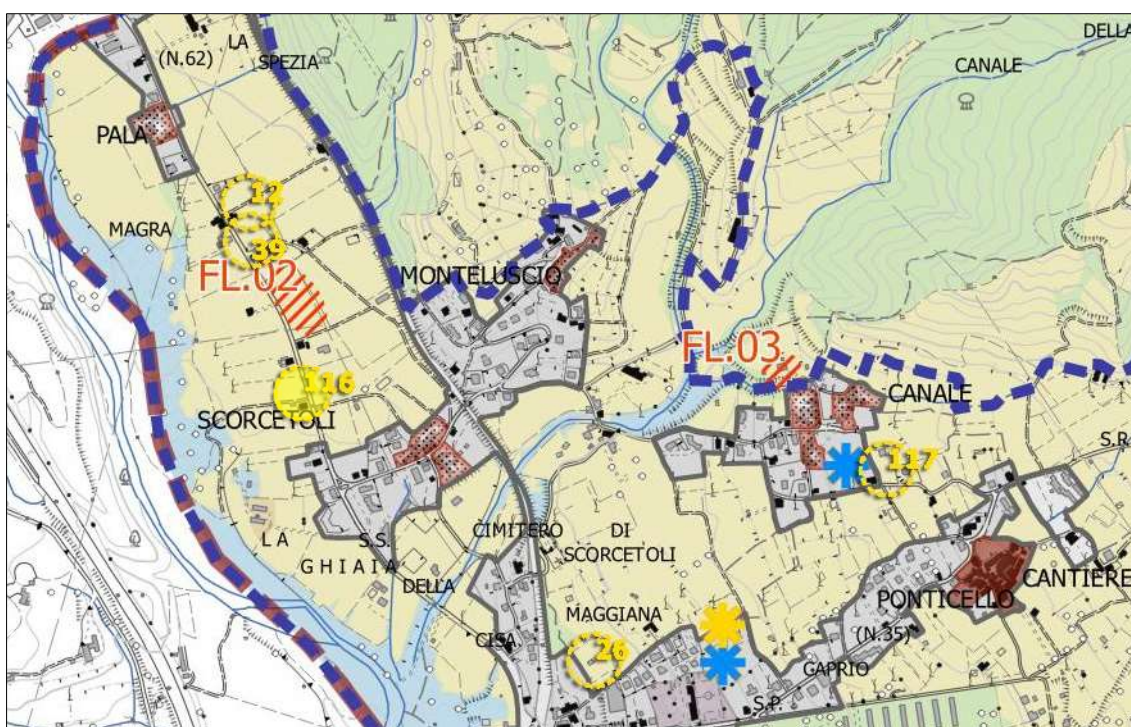 LA
SPEZIA
(N.62)
DELLA
CANALE
PALA
12
MAGRA
39
FL.02
MONTELUSCIO
FL.03
116
SCORCETOLI
CANALE
117
S.R.
LA
S.S.
GHIAIA
CIMITERO
DI
SCORCETOLI
DELLA
CANTIERE
PONTICELLO
MAGGIANA
(N.35)
CISA
26
CAPRIO
S.P.